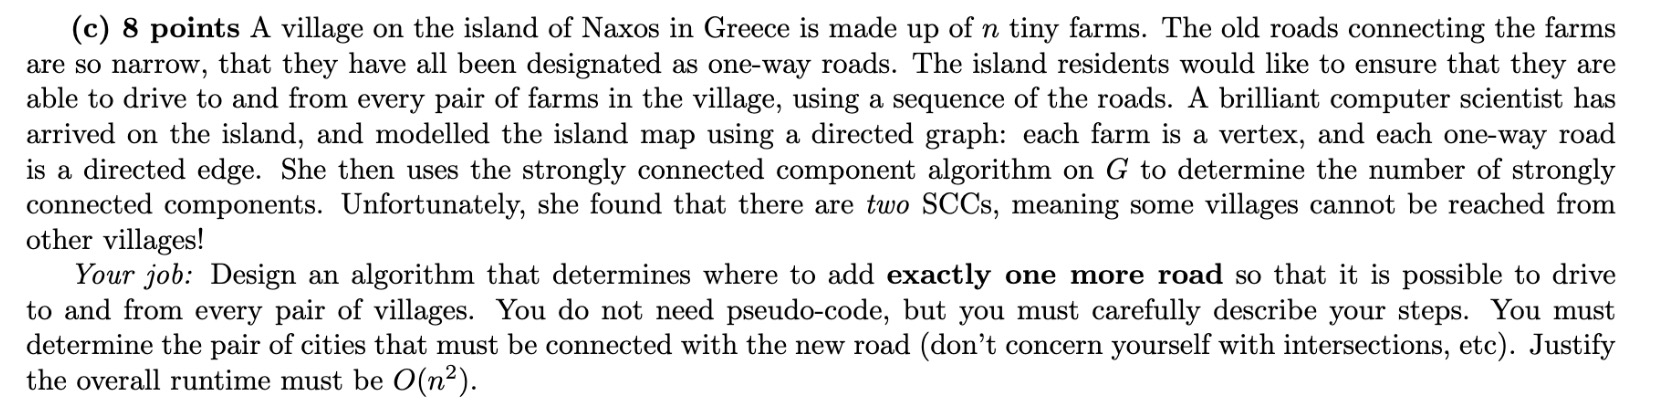 (c) 8 points A village on the island of Naxos in Greece is made up of n tiny farms. The old roads connecting the farms
are so narrow, that they have all been designated as one-way roads. The island residents would like to ensure that they are
able to drive to and from every pair of farms in the village, using a sequence of the roads. A brilliant computer scientist has
arrived on the island, and modelled the island map using a directed graph: each farm is a vertex, and each one-way road
is a directed edge. She then uses the strongly connected component algorithm on G to determine the number of strongly
connected components. Unfortunately, she found that there are two SCCs, meaning some villages cannot be reached from
other villages!
Your job: Design an algorithm that determines where to add exactly one more road so that it is possible to drive
to and from every pair of villages. You do not need pseudo-code, but you must carefully describe your steps. You must
determine the pair of cities that must be connected with the new road (don't concern yourself with intersections, etc). Justify
the overall runtime must be O(n²).